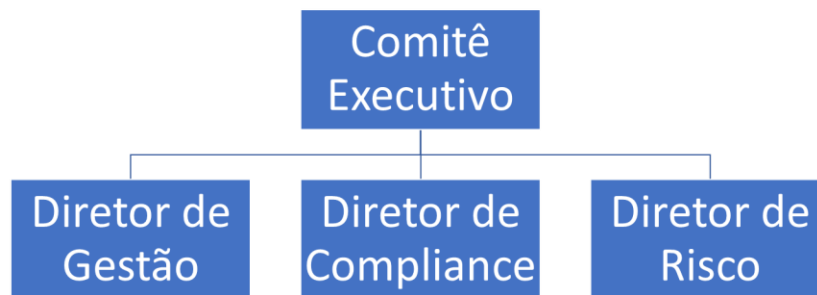 Comitê
Executivo
Diretor de
Gestão
Diretor de
Compliance
Diretor de
Risco